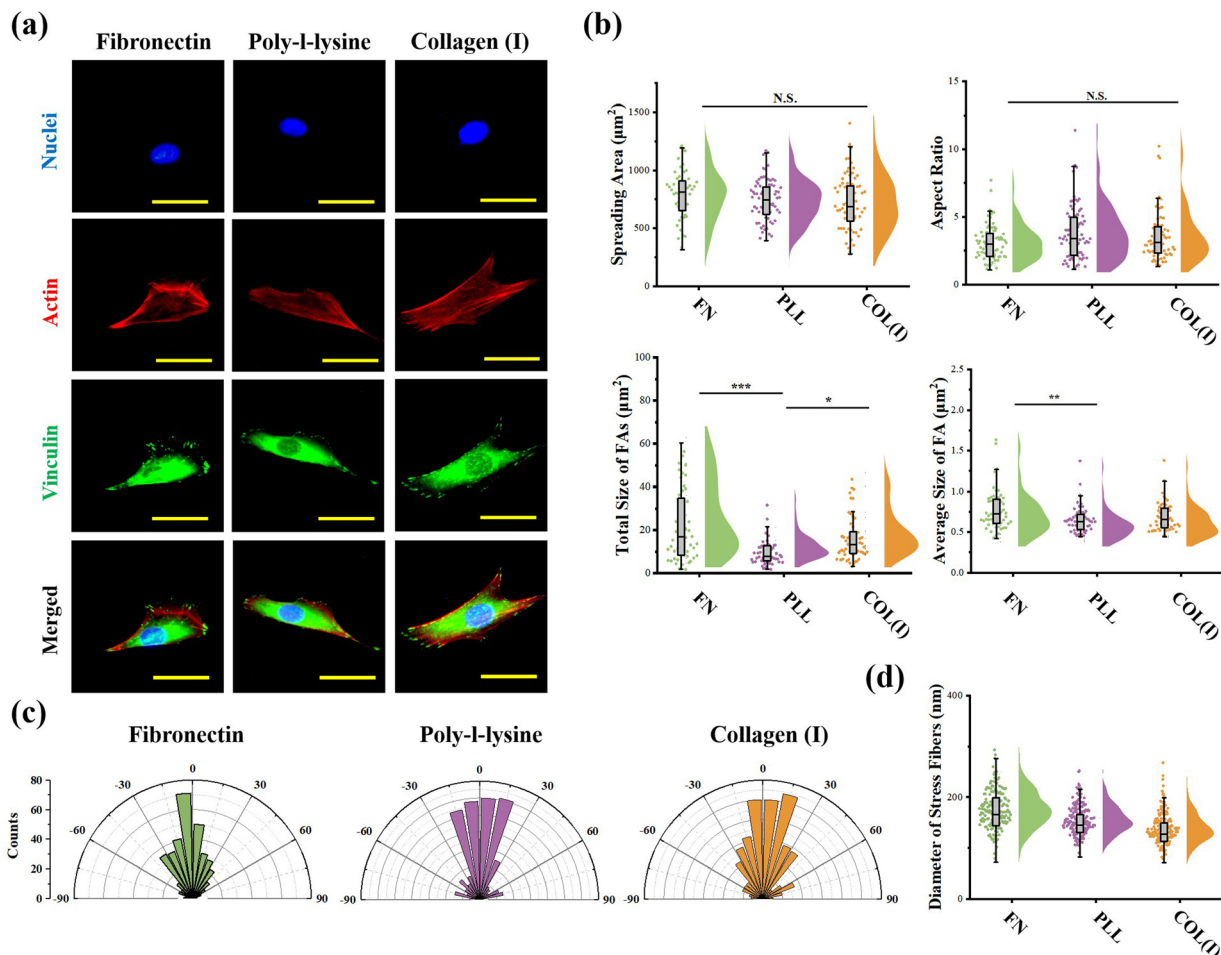 (a)
Fibronectin Poly-l-lysine Collagen (I)
Nuclei
Actin
Vinculin
Merged
(b)
Spreading Area (µm²)
1500
1000
500
0
N.S.
FN PLL COL(I)
Aspect Ratio
15
10
5
0
N.S.
FN PLL COL(I)
Total Size of FAs (µm²)
100
80
60
40
20
0
***
*
FN PLL COL(I)
Average Size of FA (µm²)
2.5
2.0
1.5
1.0
0.5
0.0
**
FN PLL COL(I)
(c)
Fibronectin
Counts
80
60
40
20
0
-90 -60 -30 0 30 60 90
Poly-l-lysine
-90 -60 -30 0 30 60 90
Collagen (I)
-90 -60 -30 0 30 60 90
(d)
Diameter of Stress Fibers (nm)
400
200
0
FN PLL COL(I)